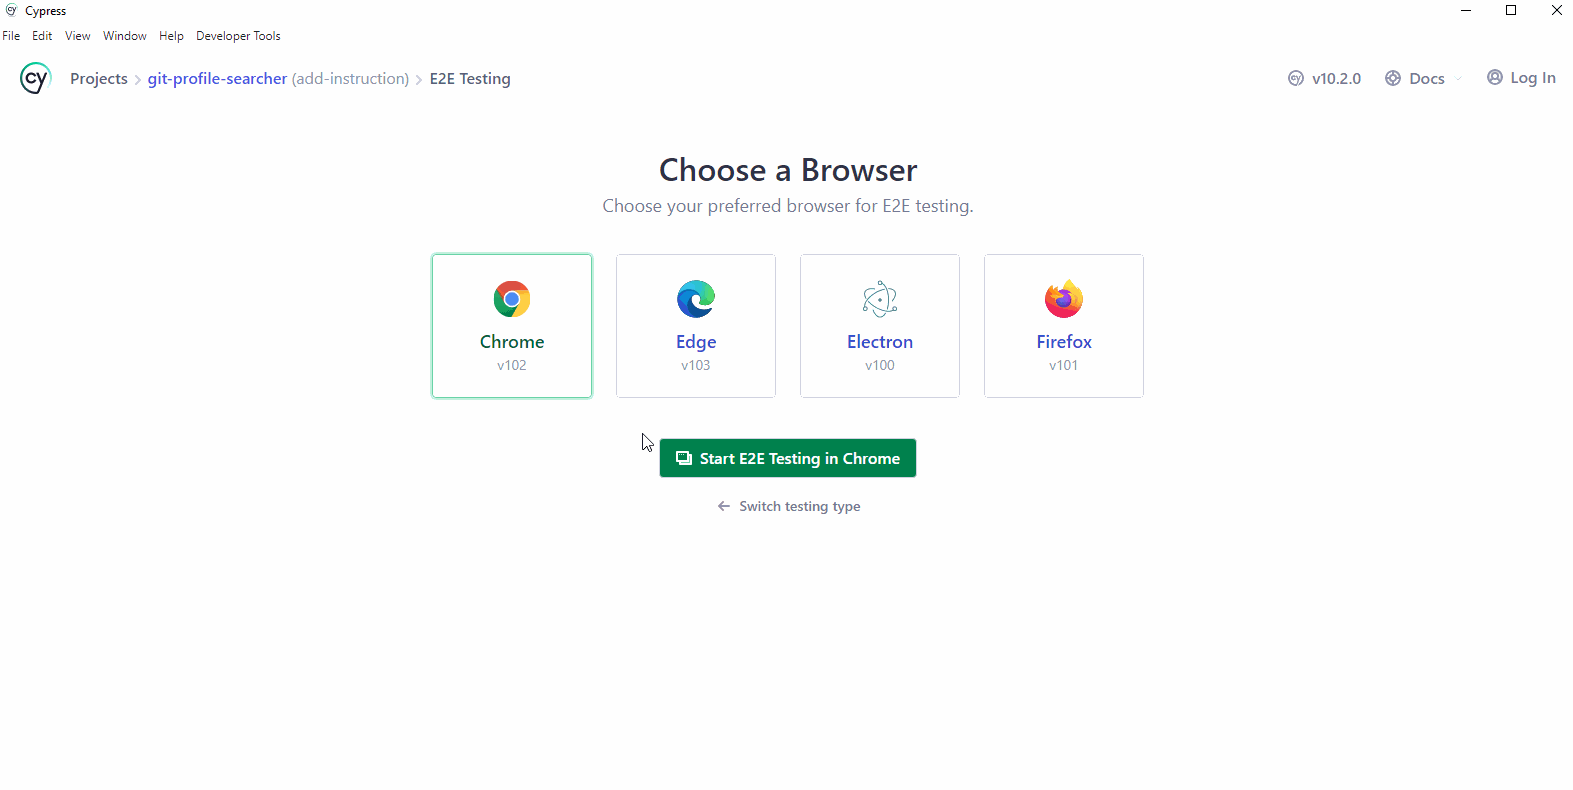 cy Cypress
File Edit View Window Help Developer Tools
cy Projects git-profile-searcher (add-instruction) E2E Testing cy v10.2.0 Docs Log In
Choose a Browser
Choose your preferred browser for E2E testing.
Chrome Edge Electron Firefox
v102 v103 v100 v101
Start E2E Testing in Chrome
Switch testing type